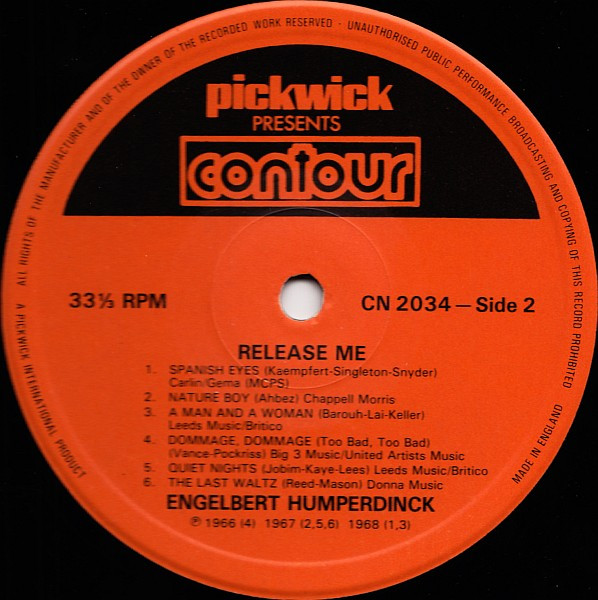 ALL RIGHTS OF THE MANUFACTURER AND OF THE OWNER OF THE RECORDED WORK RESERVED · UNAUTHORISED PUBLIC PERFORMANCE BROADCASTING AND COPYING OF THIS RECORD PROHIBITED
pickwick
PRESENTS
contour
33⅓ RPM
CN 2034 – Side 2
RELEASE ME
1. SPANISH EYES (Kaempfert-Singleton-Snyder)
Carlin/Gema (MCPS)
2. NATURE BOY (Ahbez) Chappell Morris
3. A MAN AND A WOMAN (Barouh-Lai-Keller)
Leeds Music/Britico
4. DOMMAGE, DOMMAGE (Too Bad, Too Bad)
(Vance-Pockriss) Big 3 Music/United Artists Music
5. QUIET NIGHTS (Jobim-Kaye-Lees) Leeds Music/Britico
6. THE LAST WALTZ (Reed-Mason) Donna Music
ENGELBERT HUMPERDINCK
℗ 1966 (4) 1967 (2,5,6) 1968 (1,3)
A PICKWICK INTERNATIONAL PRODUCT
MADE IN ENGLAND